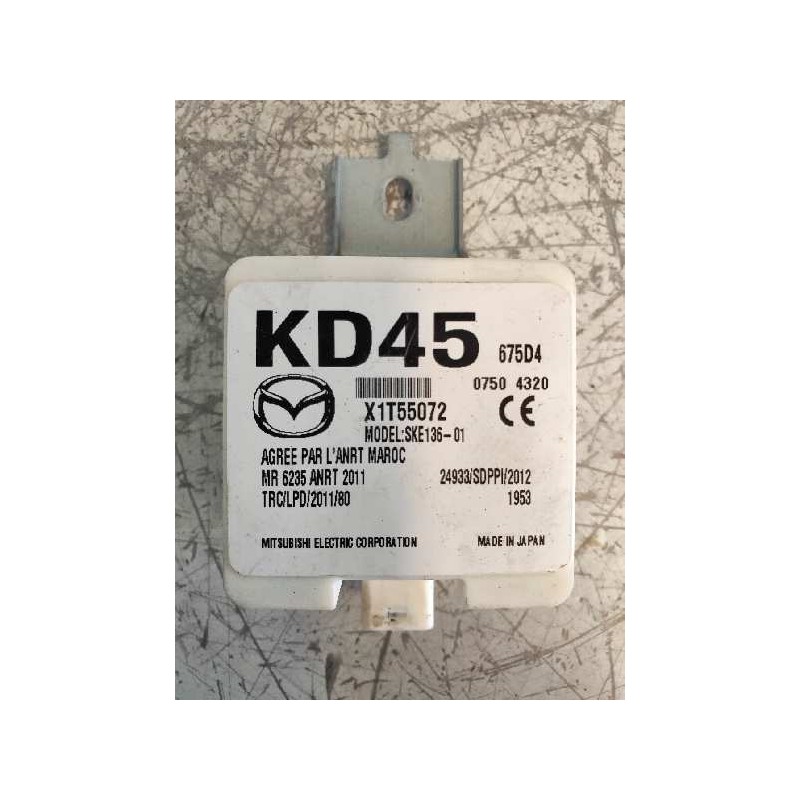 KD45 675D4
0750 4320
X1T55072
MODEL:SKE136-01
CE
AGREE PAR L'ANRT MAROC
MR 6235 ANRT 2011 24933/SDPPI/2012
TRC/LPD/2011/80 1953
MITSUBISHI ELECTRIC CORPORATION MADE IN JAPAN